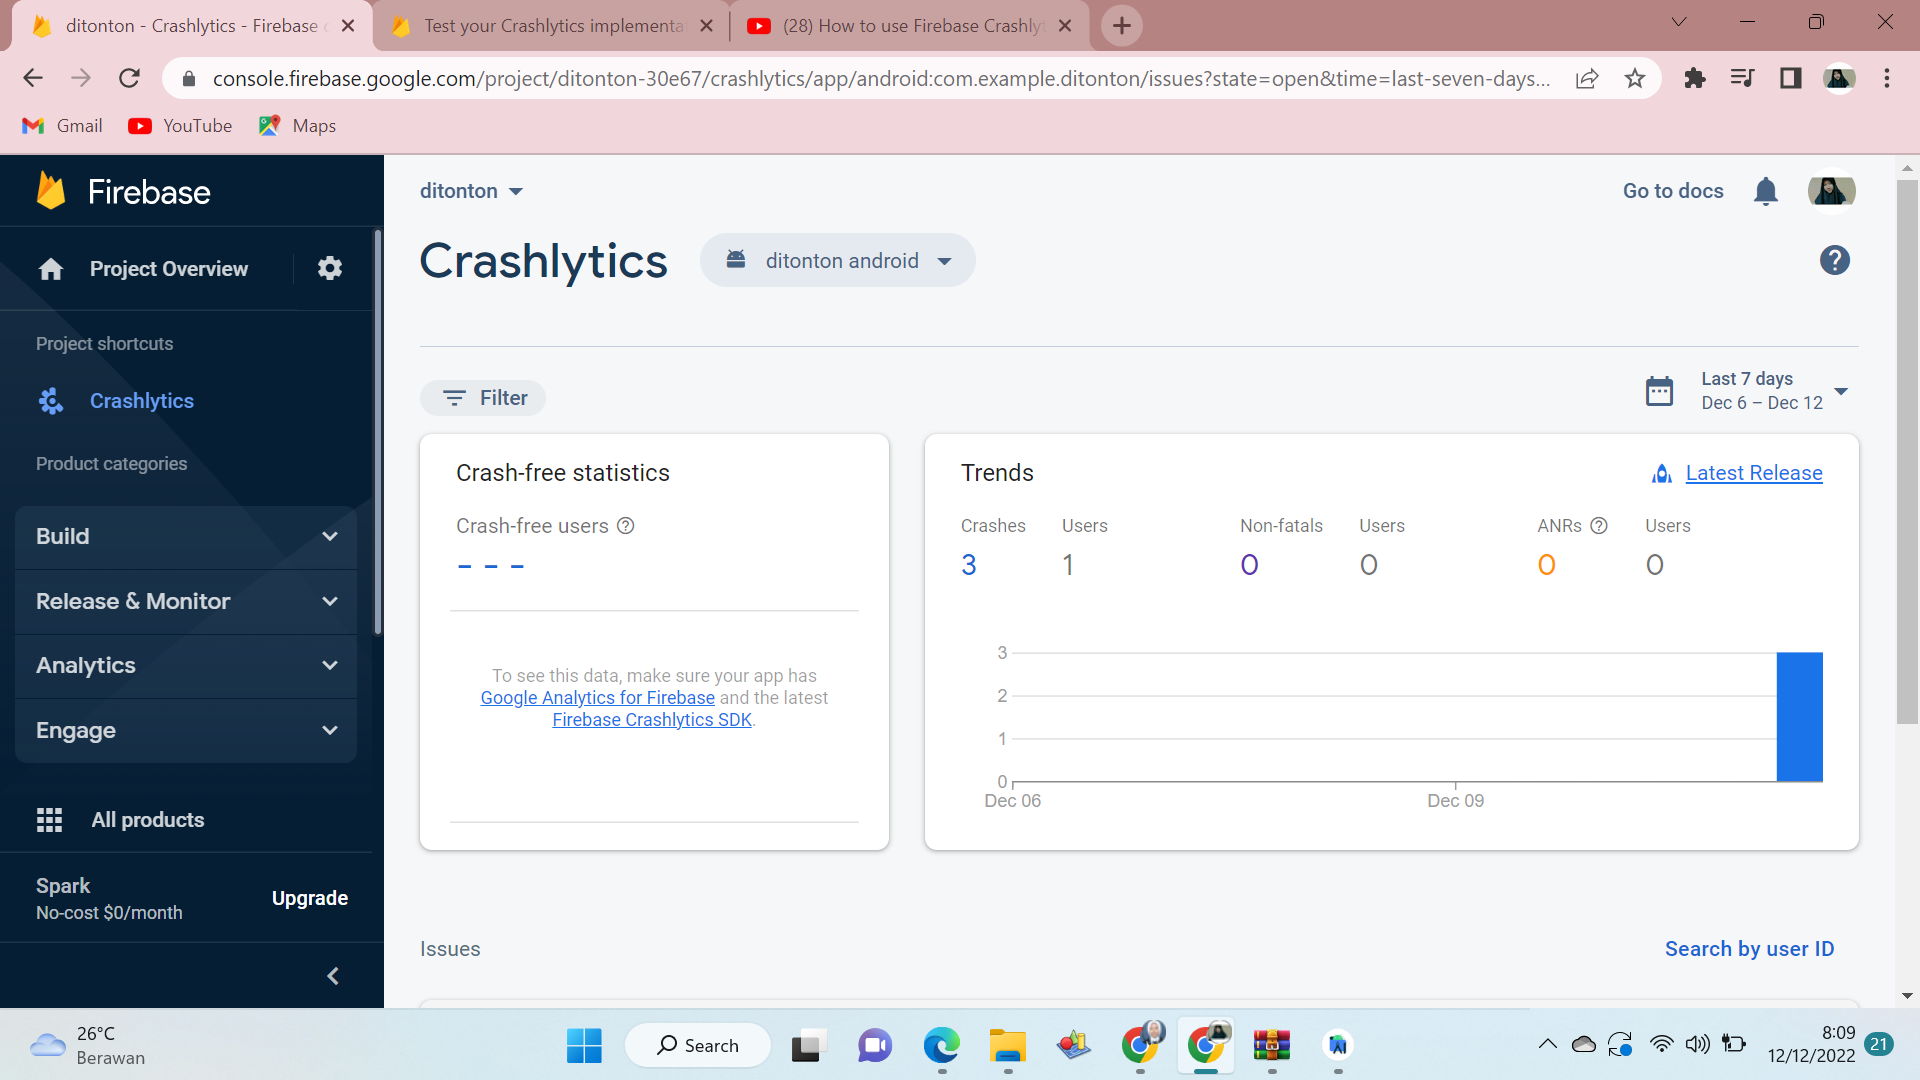 ditonton - Crashlytics - Firebase
Test your Crashlytics implementa
(28) How to use Firebase Crashly
console.firebase.google.com/project/ditonton-30e67/crashlytics/app/android:com.example.ditonton/issues?state=open&time=last-seven-days...
Gmail
YouTube
Maps
Firebase
ditonton
Go to docs
Project Overview
Crashlytics
ditonton android
Project shortcuts
Crashlytics
Product categories
Filter
Last 7 days
Dec 6 – Dec 12
Build
Release & Monitor
Analytics
Engage
All products
Spark
No-cost $0/month
Upgrade
Crash-free statistics
Crash-free users
– – –
To see this data, make sure your app has
Google Analytics for Firebase and the latest
Firebase Crashlytics SDK.
Trends
Latest Release
Crashes Users Non-fatals Users ANRs Users
3 1 0 0 0 0
3
2
1
0
Dec 06 Dec 09
Issues
Search by user ID
26°C
Berawan
Search
8:09
12/12/2022
21